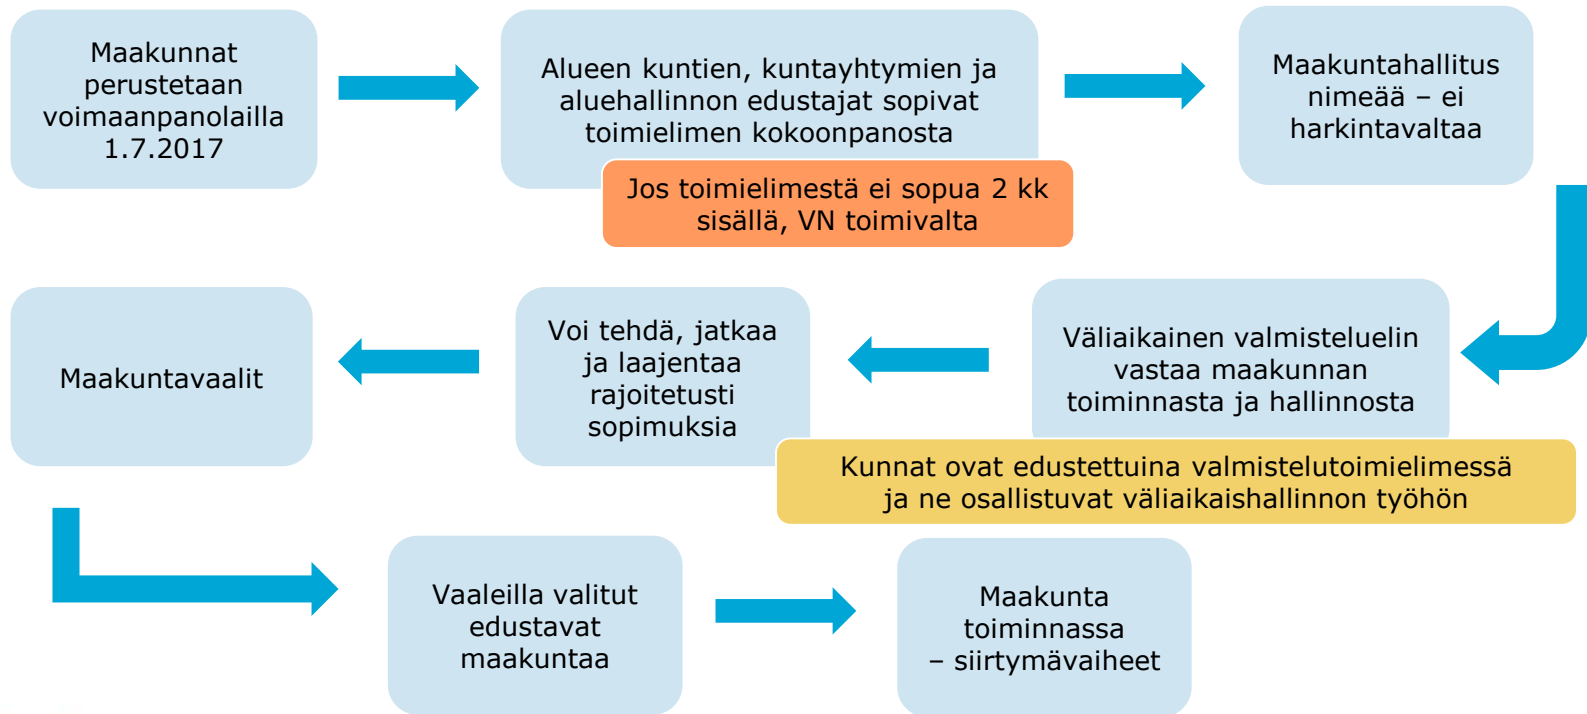 Maakunnat
perustetaan
voimaanpanolailla
1.7.2017
Alueen kuntien, kuntayhtymien ja
aluehallinnon edustajat sopivat
toimielimen kokoonpanosta
Jos toimielimestä ei sopua 2 kk
sisällä, VN toimivalta
Maakuntahallitus
nimeää – ei
harkintavaltaa
Väliaikainen valmisteluelin
vastaa maakunnan
toiminnasta ja hallinnosta
Kunnat ovat edustettuina valmistelutoimielimessä
ja ne osallistuvat väliaikaishallinnon työhön
Voi tehdä, jatkaa
ja laajentaa
rajoitetusti
sopimuksia
Maakuntavaalit
Vaaleilla valitut
edustavat
maakuntaa
Maakunta
toiminnassa
– siirtymävaiheet